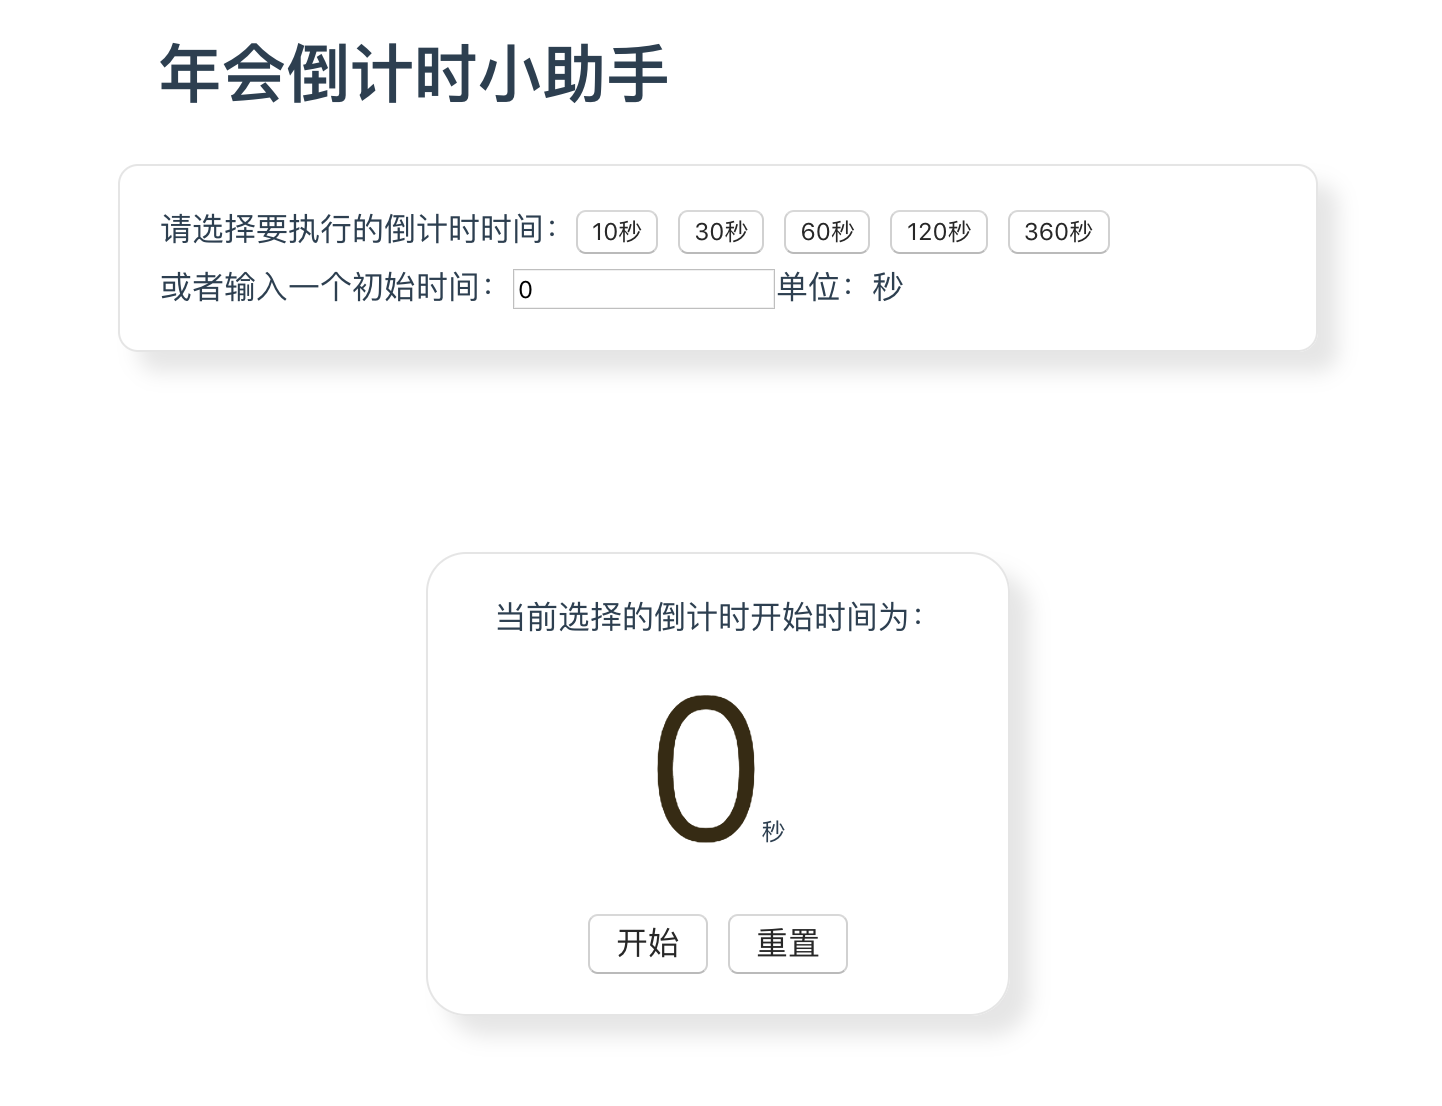 年会倒计时小助手
请选择要执行的倒计时时间： 10秒 30秒 60秒 120秒 360秒
或者输入一个初始时间： 0 单位：秒
当前选择的倒计时开始时间为：
0 秒
开始 重置